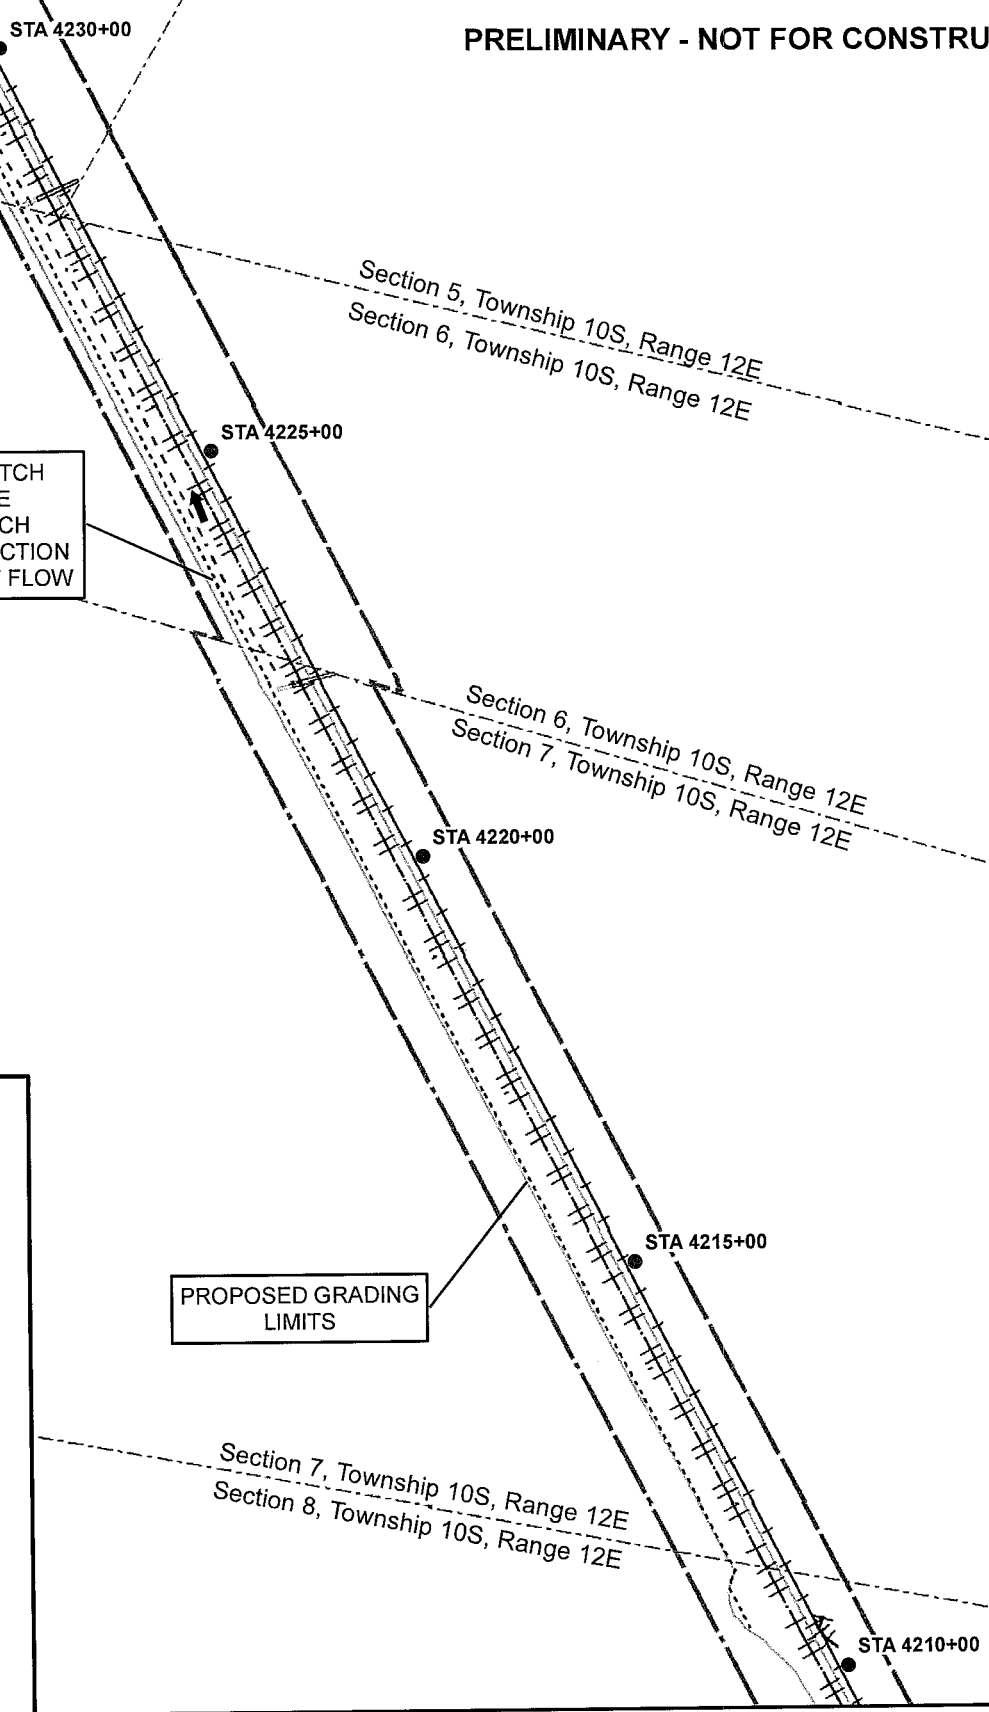 STA 4230+00
PRELIMINARY - NOT FOR CONSTRU
Section 5, Township 10S, Range 12E
Section 6, Township 10S, Range 12E
STA 4225+00
TCH
E
CH
CTION
FLOW
Section 6, Township 10S, Range 12E
Section 7, Township 10S, Range 12E
STA 4220+00
STA 4215+00
PROPOSED GRADING
LIMITS
Section 7, Township 10S, Range 12E
Section 8, Township 10S, Range 12E
STA 4210+00